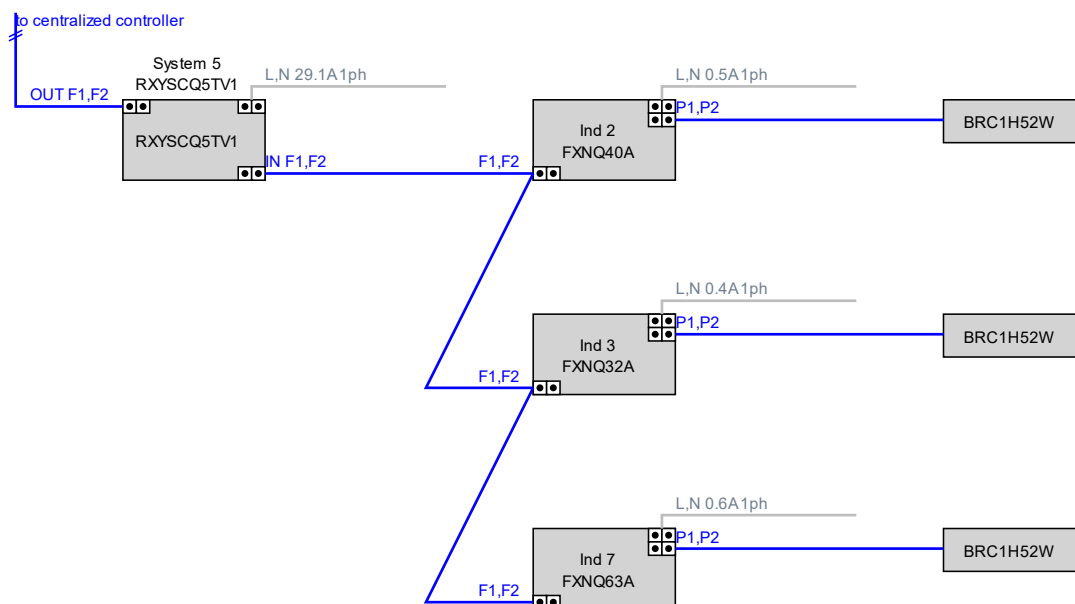 to centralized controller
System 5
RXYSCQ5TV1
L,N 29.1A1ph
OUT F1,F2
RXYSCQ5TV1
IN F1,F2
L,N 0.5A1ph
P1,P2
Ind 2
FXNQ40A
F1,F2
BRC1H52W
L,N 0.4A1ph
P1,P2
Ind 3
FXNQ32A
F1,F2
BRC1H52W
L,N 0.6A1ph
P1,P2
Ind 7
FXNQ63A
F1,F2
BRC1H52W